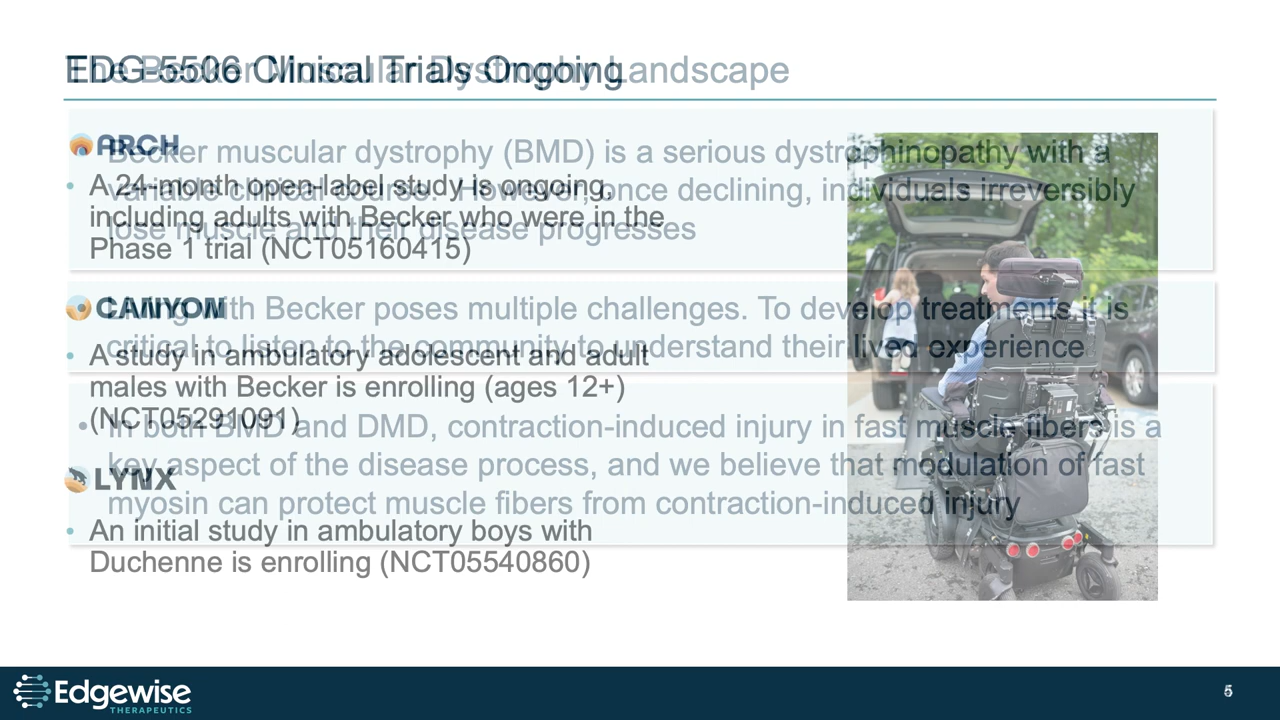 EDG-5506 Clinical Trials Ongoing
ARCH
• A 24-month open-label study is ongoing,
including adults with Becker who were in the
Phase 1 trial (NCT05160415)
CANYON
• A study in ambulatory adolescent and adult
males with Becker is enrolling (ages 12+)
(NCT05291091)
LYNX
• An initial study in ambulatory boys with
Duchenne is enrolling (NCT05540860)
The Becker Muscular Dystrophy Landscape
• Becker muscular dystrophy (BMD) is a serious dystrophinopathy with a
variable clinical course. However, once declining, individuals irreversibly
lose muscle and their disease progresses
• Living with Becker poses multiple challenges. To develop treatments it is
critical to listen to the community to understand their lived experience
• In both BMD and DMD, contraction-induced injury in fast muscle fibers is a
key aspect of the disease process, and we believe that modulation of fast
myosin can protect muscle fibers from contraction-induced injury
Edgewise
THERAPEUTICS